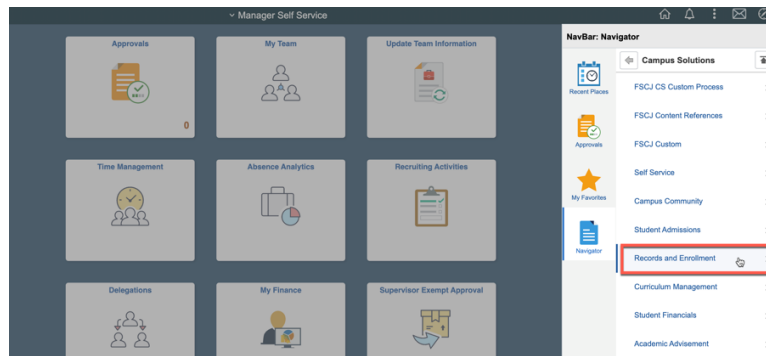 Manager Self Service
NavBar: Navigator
Approvals
My Team
Update Team Information
0
Time Management
Absence Analytics
Recruiting Activities
Delegations
My Finance
Supervisor Exempt Approval
Recent Places
Approvals
My Favorites
Navigator
Campus Solutions
FSCJ CS Custom Process
FSCJ Content References
FSCJ Custom
Self Service
Campus Community
Student Admissions
Records and Enrollment
Curriculum Management
Student Financials
Academic Advisement